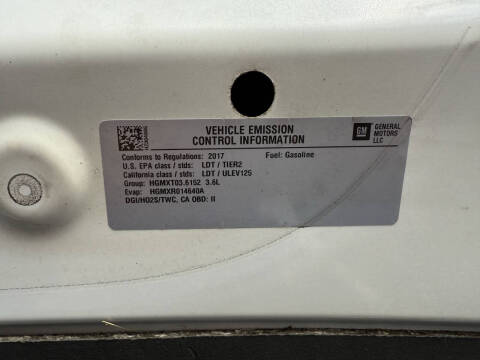 VEHICLE EMISSION
CONTROL INFORMATION
GM
GENERAL
MOTORS
LLC
Conforms to Regulations: 2017 Fuel: Gasoline
U.S. EPA class / stds: LDT / TIER2
California class / stds: LDT / ULEV125
Group: HGMXT03.6152 3.6L
Evap: HGMXR014640A
DGI/HO2S/TWC, CA OBD: II